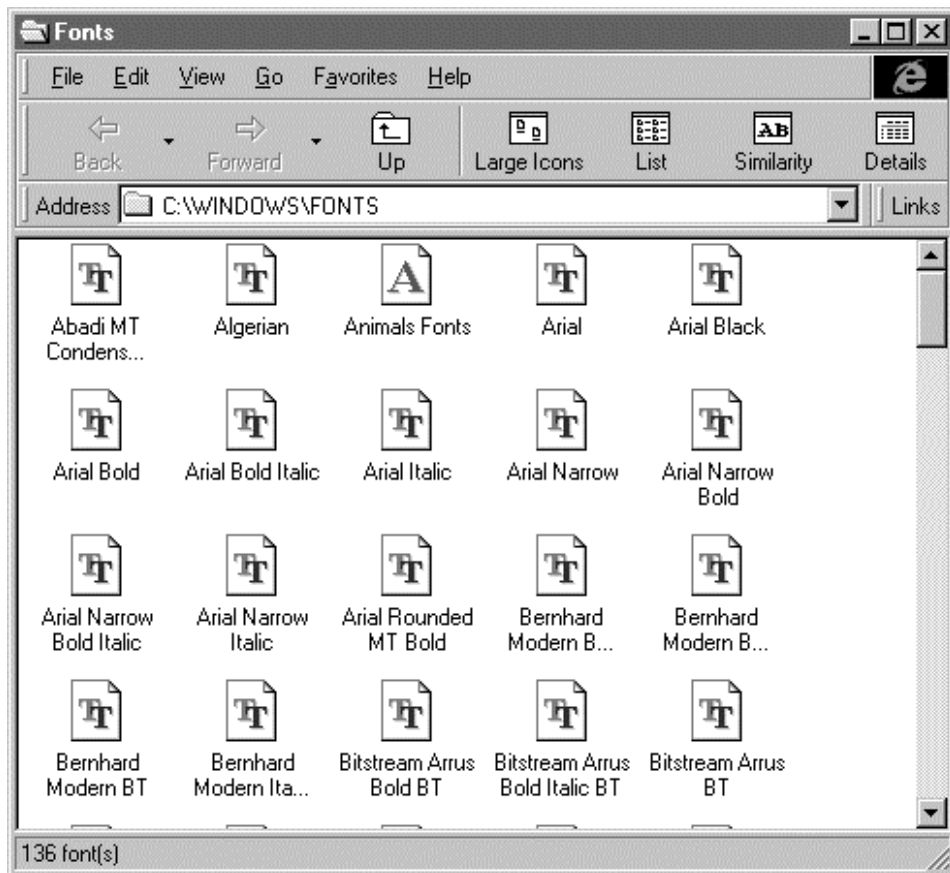 Fonts
File Edit View Go Favorites Help
Back Forward Up Large Icons List Similarity Details
Address C:\WINDOWS\FONTS Links
Abadi MT Algerian Animals Fonts Arial Arial Black
Condens...
Arial Bold Arial Bold Italic Arial Italic Arial Narrow Arial Narrow
Bold
Arial Narrow Arial Narrow Arial Rounded Bernhard Bernhard
Bold Italic Italic MT Bold Modern B... Modern B...
Bernhard Bernhard Bitstream Arrus Bitstream Arrus Bitstream Arrus
Modern BT Modern Ita... Bold BT Bold Italic BT BT
136 font(s)